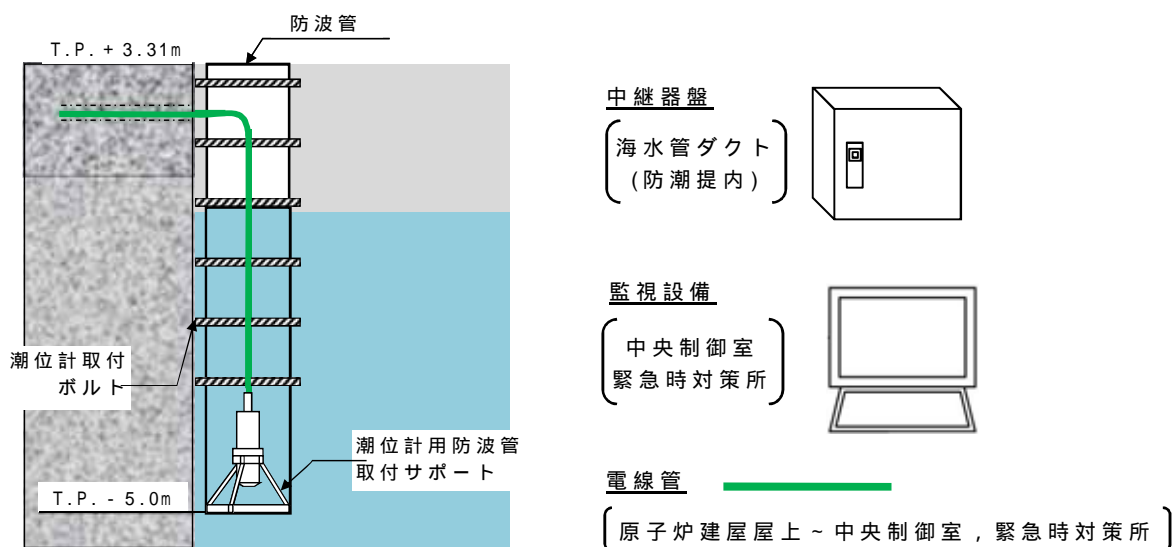 防波管
T.P.+3.31m
潮位計取付
ボルト
潮位計用防波管
取付サポート
T.P.-5.0m
中継器盤
海水管ダクト
(防潮提内)
監視設備
中央制御室
緊急時対策所
電線管
原子炉建屋屋上~中央制御室,緊急時対策所